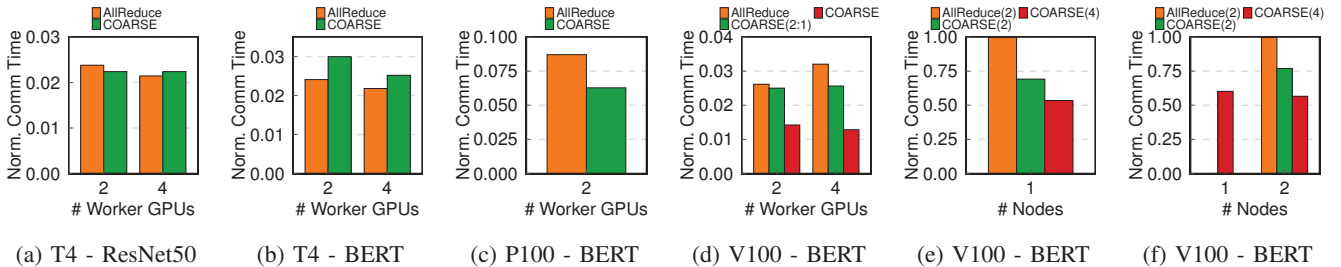 AllReduce
COARSE
Norm. Comm Time
0.03
0.02
0.01
0.00
2 4
# Worker GPUs
(a) T4 - ResNet50
AllReduce
COARSE
Norm. Comm Time
0.04
0.03
0.02
0.01
0.00
2 4
# Worker GPUs
(b) T4 - BERT
AllReduce
COARSE
Norm. Comm Time
0.100
0.075
0.050
0.025
0.000
2
# Worker GPUs
(c) P100 - BERT
AllReduce COARSE
COARSE(2:1)
Norm. Comm Time
0.04
0.03
0.02
0.01
0.00
2 4
# Worker GPUs
(d) V100 - BERT
AllReduce(2) COARSE(4)
COARSE(2)
Norm. Comm Time
1.00
0.75
0.50
0.25
0.00
1
# Nodes
(e) V100 - BERT
AllReduce(2) COARSE(4)
COARSE(2)
Norm. Comm Time
1.00
0.75
0.50
0.25
0.00
1 2
# Nodes
(f) V100 - BERT